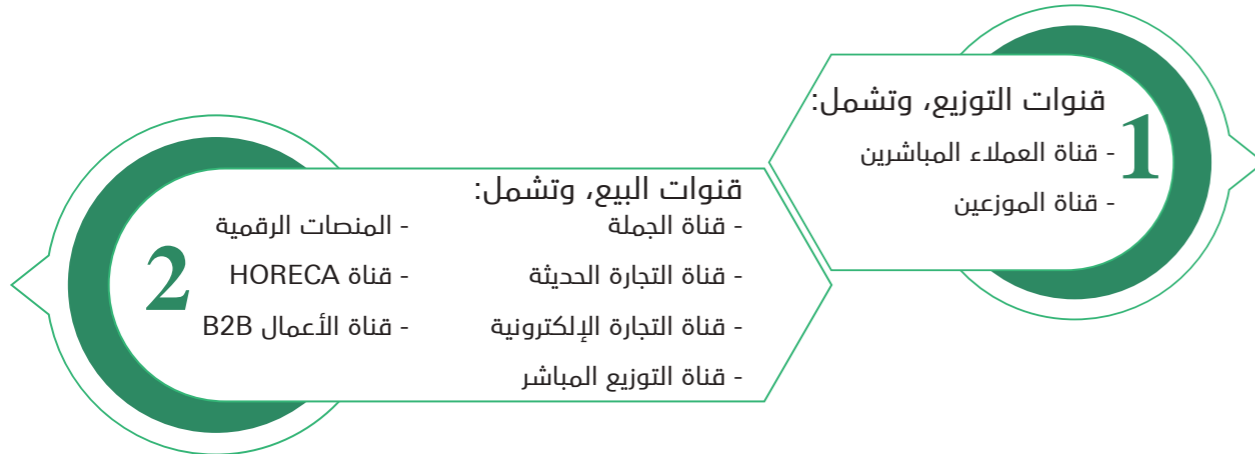 1
قنوات التوزيع، وتشمل:
- قناة العملاء المباشرين
- قناة الموزعين
2
قنوات البيع، وتشمل:
- قناة الجملة
- قناة التجارة الحديثة
- قناة التجارة الإلكترونية
- قناة التوزيع المباشر
- المنصات الرقمية
- قناة HORECA
- قناة الأعمال B2B